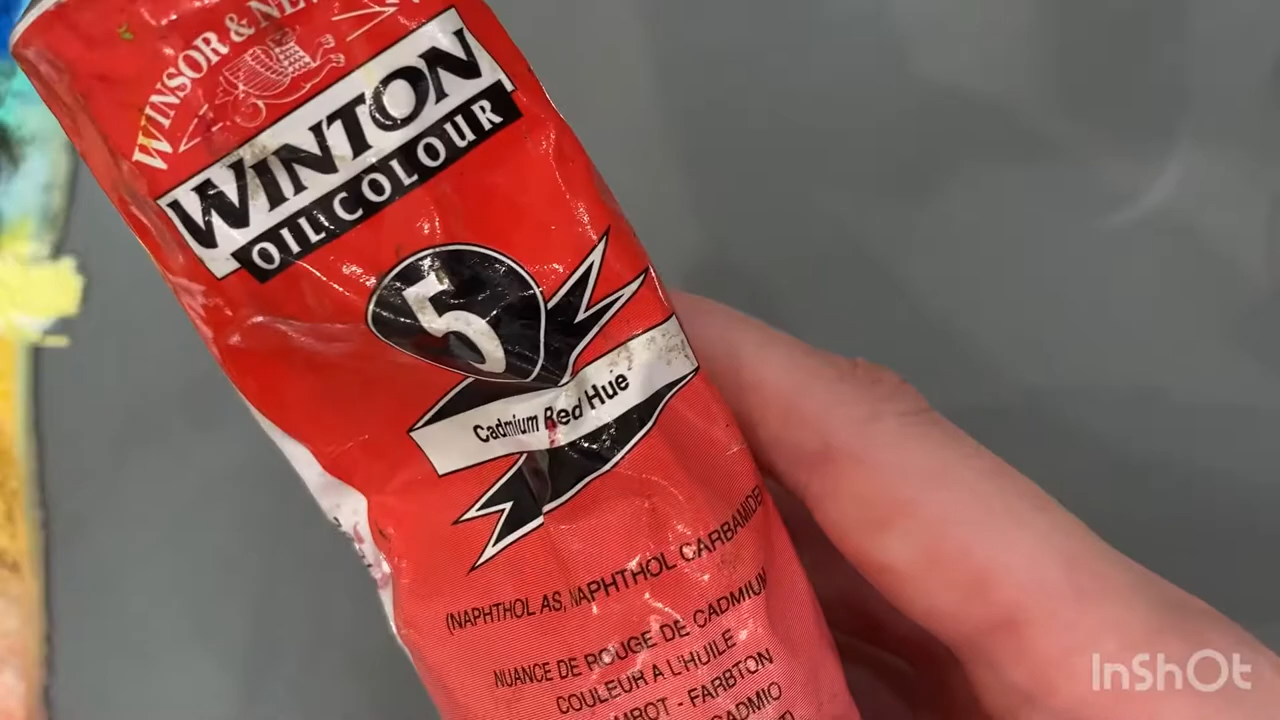 WINSOR & NE
WINTON
OIL COLOUR
5
Cadmium Red Hue
(NAPHTHOL AS, NAPHTHOL CARBAMIDE)
NUANCE DE ROUGE DE CADMIUM
COULEUR A L'HUILE
- FARBTON
CADMIO
InShOt